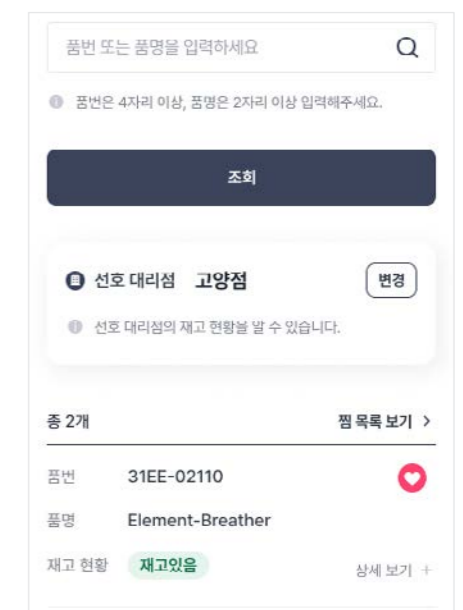 품번 또는 품명을 입력하세요
품번은 4자리 이상, 품명은 2자리 이상 입력해주세요.
조회
선호 대리점 고양점 변경
선호 대리점의 재고 현황을 발 수 있습니다.
총 2개 찜 목록 보기 >
품번 31EE-02110
품명 Element-Breather
재고 현황 재고있음 상세 보기 +